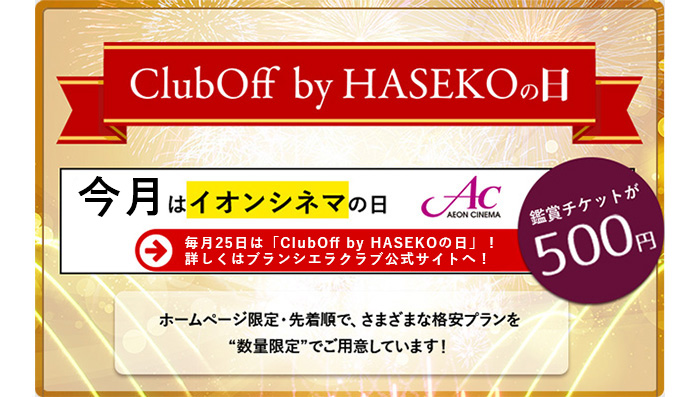 ClubOff by HASEKOの日
今月はイオンシネマの日
AC
AEON CINEMA
鑑賞チケットが
500円
毎月25日は「ClubOff by HASEKOの日」！
詳しくはブランシエラクラブ公式サイトへ！
ホームページ限定・先着順で、さまざまな格安プランを
“数量限定”でご用意しています！